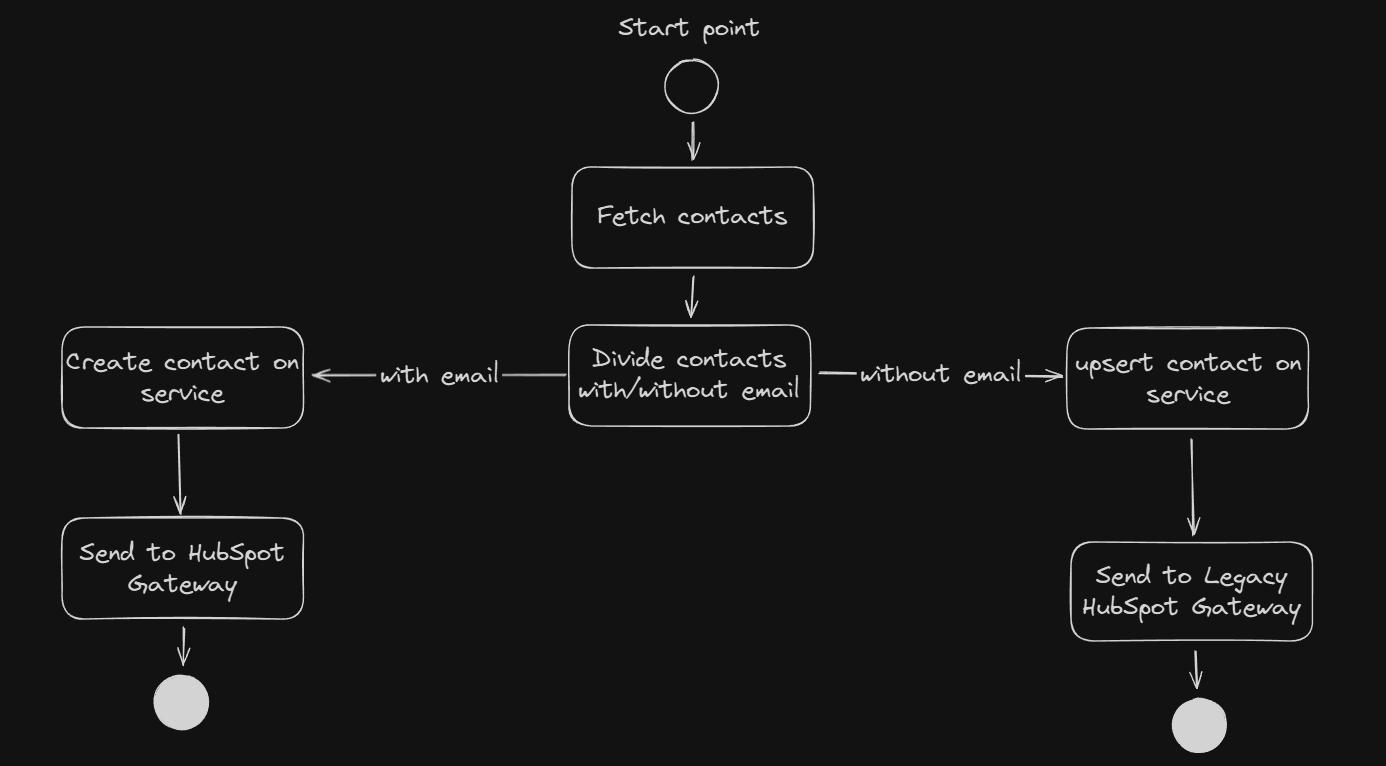 Start point
Fetch contacts
Divide contacts
with/without email
with email
without email
Create contact on
service
upsert contact on
service
Send to HubSpot
Gateway
Send to Legacy
HubSpot Gateway